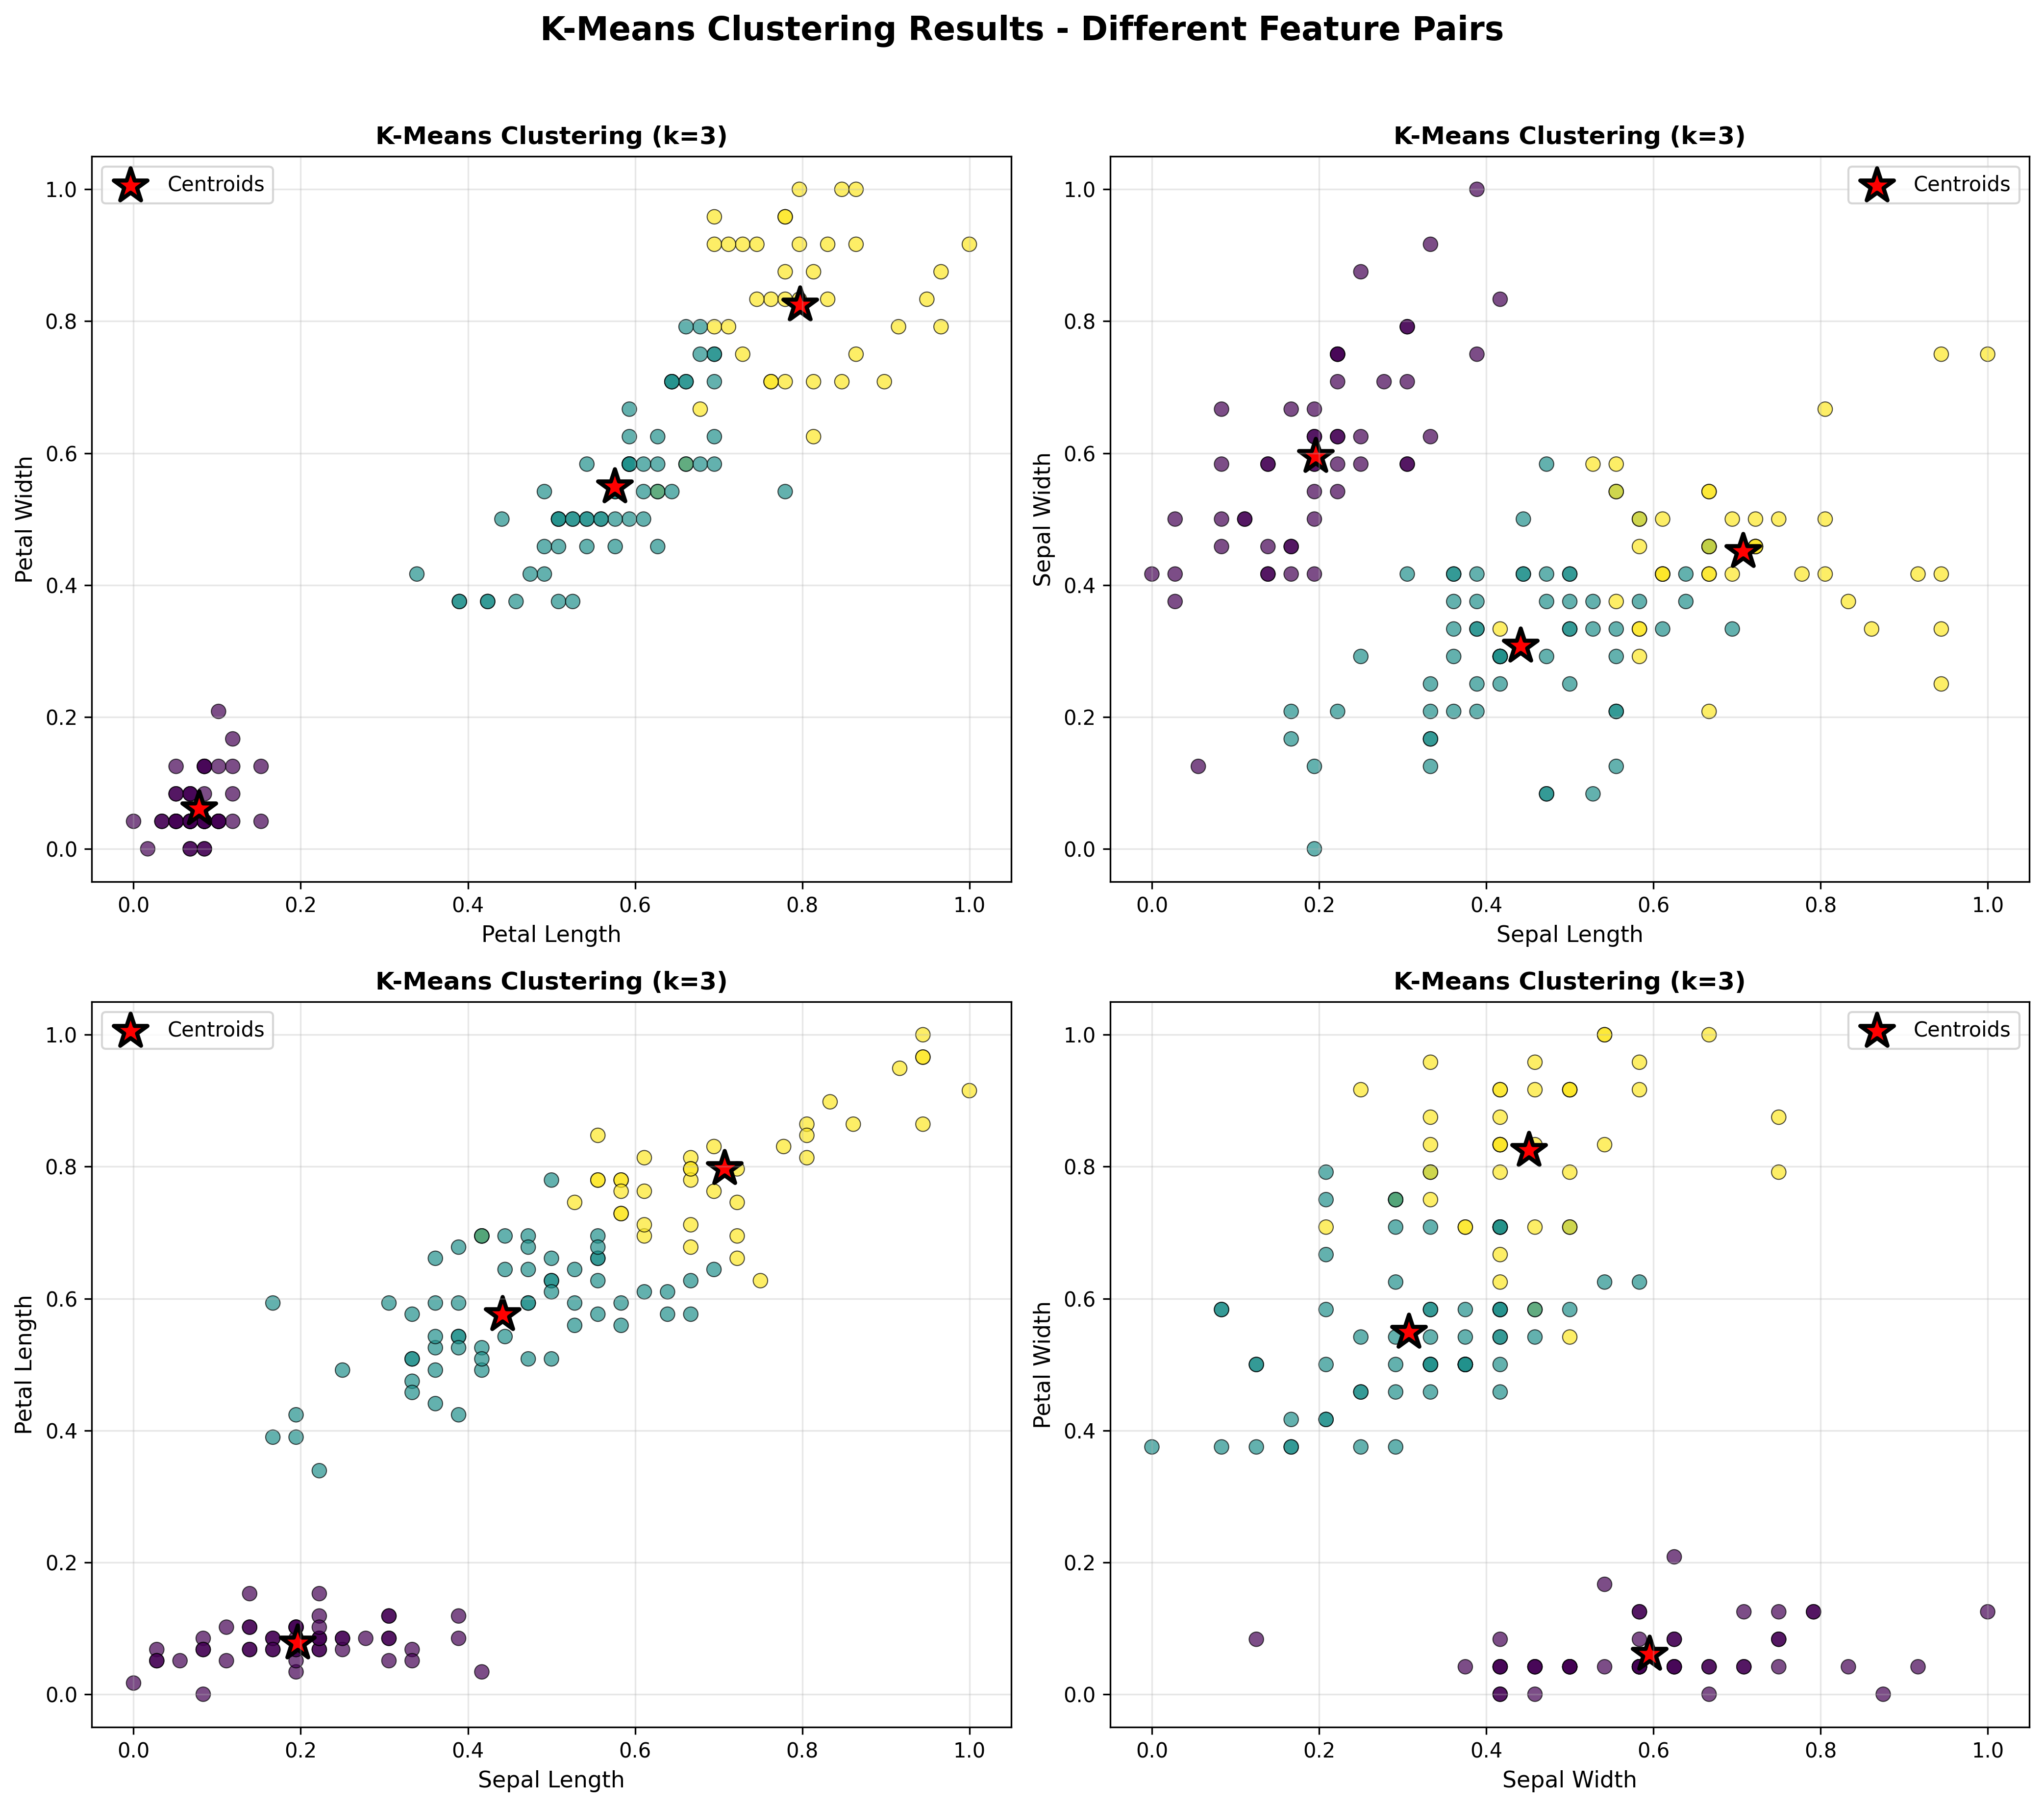 K-Means Clustering Results - Different Feature Pairs
K-Means Clustering (k=3)
Centroids
1.0
0.8
0.6
0.4
0.2
0.0
Petal Width
0.0 0.2 0.4 0.6 0.8 1.0
Petal Length
K-Means Clustering (k=3)
Centroids
1.0
0.8
0.6
0.4
0.2
0.0
Sepal Width
0.0 0.2 0.4 0.6 0.8 1.0
Sepal Length
K-Means Clustering (k=3)
Centroids
1.0
0.8
0.6
0.4
0.2
0.0
Petal Length
0.0 0.2 0.4 0.6 0.8 1.0
Sepal Length
K-Means Clustering (k=3)
Centroids
1.0
0.8
0.6
0.4
0.2
0.0
Petal Width
0.0 0.2 0.4 0.6 0.8 1.0
Sepal Width